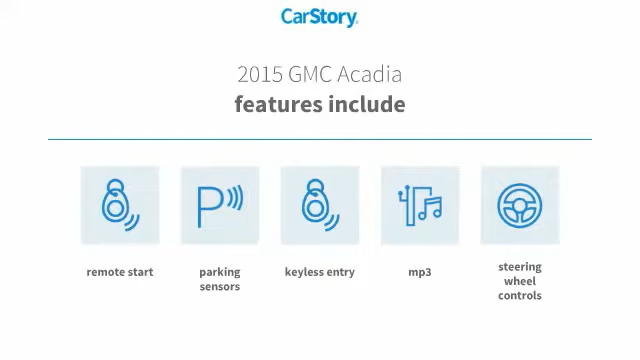 CarStory
2015 GMC Acadia
features include
P
remote start
parking
sensors
keyless entry
mp3
steering
wheel
controls